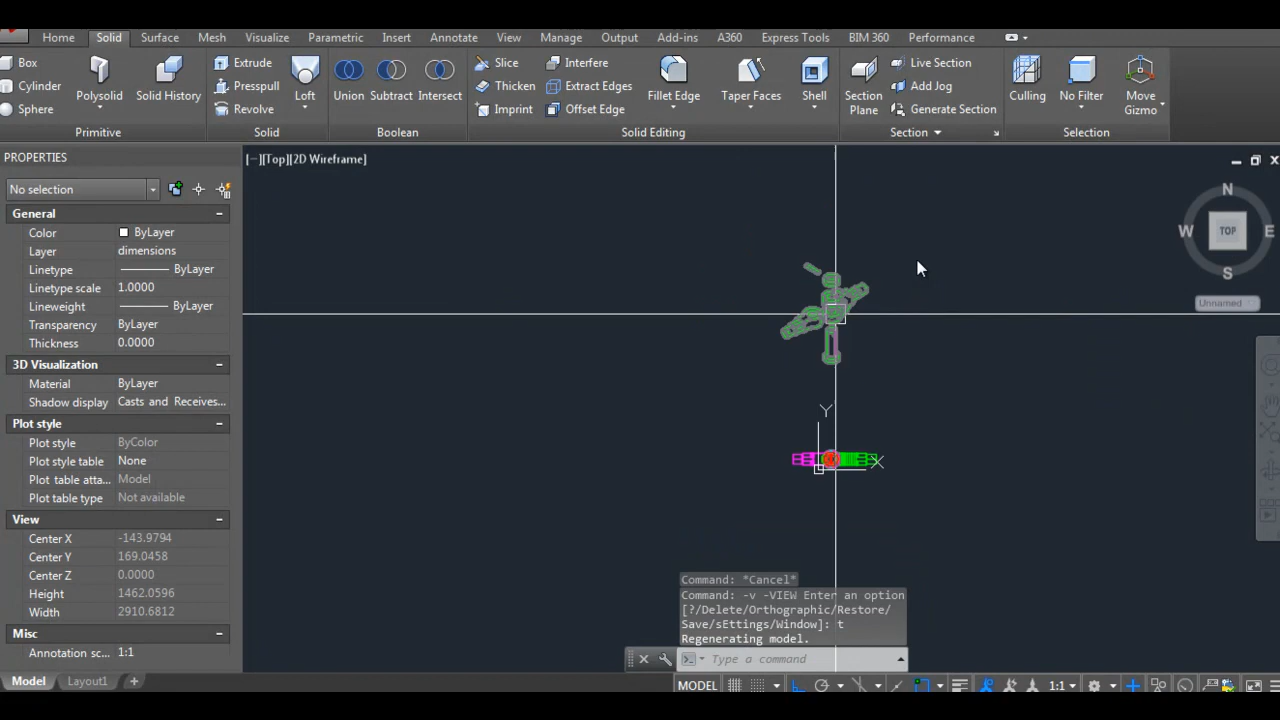 Home Solid Surface Mesh Visualize Parametric Insert Annotate View Manage Output Add-ins A360 Express Tools BIM 360 Performance
Box Extrude Slice Interfere Live Section
Cylinder Presspull Thicken Extract Edges Add Jog
Sphere Revolve Imprint Offset Edge Generate Section
Polysolid Solid History Loft Union Subtract Intersect Fillet Edge Taper Faces Shell Section Plane Culling No Filter Move Gizmo
Primitive Solid Boolean Solid Editing Section Selection
PROPERTIES
[−][Top][2D Wireframe]
No selection
General
Color ByLayer
Layer dimensions
Linetype ByLayer
Linetype scale 1.0000
Lineweight ByLayer
Transparency ByLayer
Thickness 0.0000
3D Visualization
Material ByLayer
Shadow display Casts and Receives...
Plot style
Plot style ByColor
Plot style table None
Plot table atta... Model
Plot table type Not available
View
Center X -143.9794
Center Y 169.0458
Center Z 0.0000
Height 1462.0596
Width 2910.6812
Misc
Annotation sc... 1:1
N
W TOP E
S
Unnamed
Y
X
Command: *Cancel*
Command: -v -VIEW Enter an option
[?/Delete/Orthographic/Restore/
Save/sEttings/Window]: t
Regenerating model.
Type a command
Model Layout1 +
MODEL 1:1